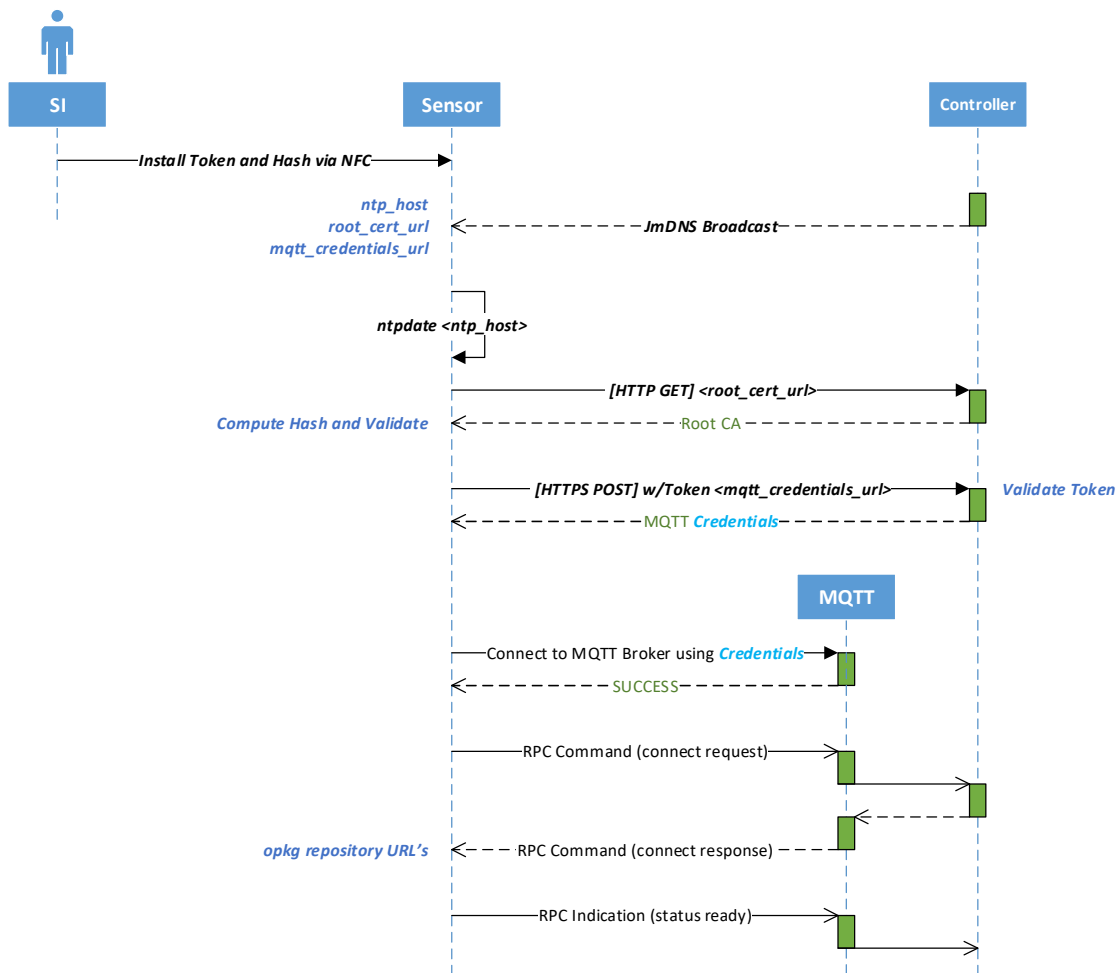 SI
Sensor
Controller
Install Token and Hash via NFC
ntp_host
root_cert_url
mqtt_credentials_url
JmDNS Broadcast
ntpdate <ntp_host>
[HTTP GET] <root_cert_url>
Compute Hash and Validate
Root CA
[HTTPS POST] w/Token <mqtt_credentials_url>
Validate Token
MQTT Credentials
MQTT
Connect to MQTT Broker using Credentials
SUCCESS
RPC Command (connect request)
opkg repository URL’s
RPC Command (connect response)
RPC Indication (status ready)